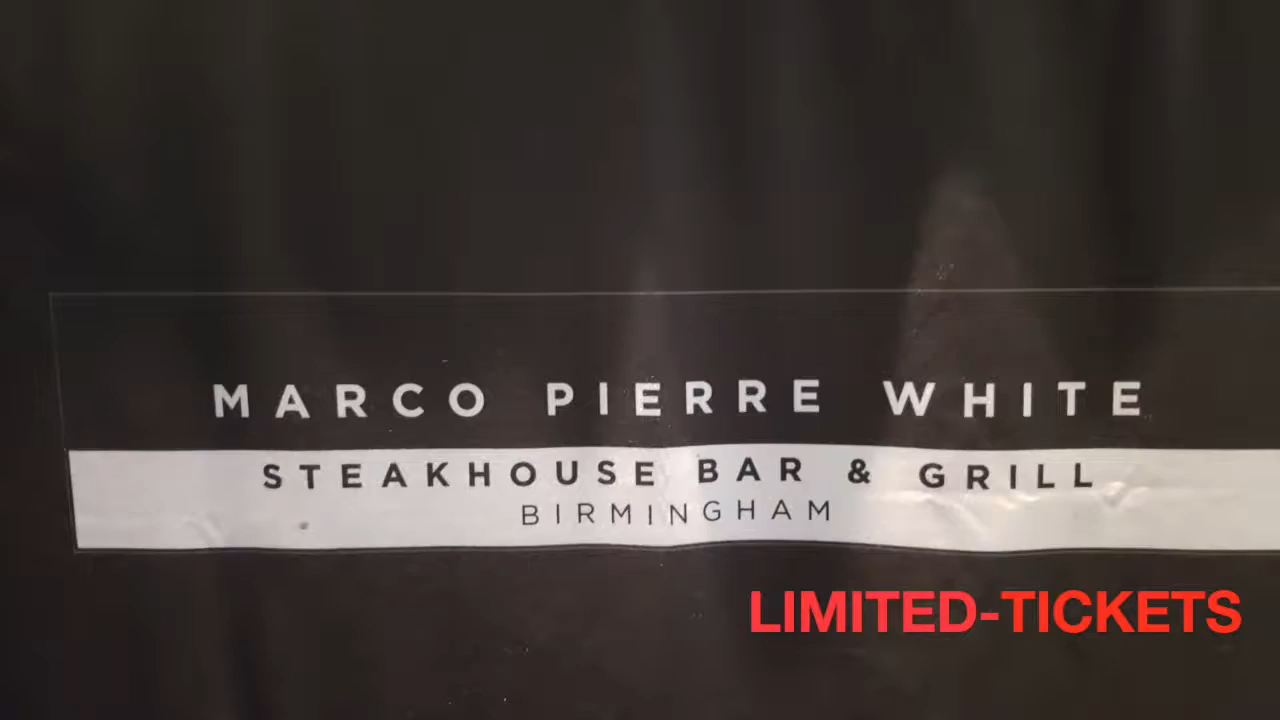 MARCO PIERRE WHITE
STEAKHOUSE BAR & GRILL
BIRMINGHAM
LIMITED-TICKETS